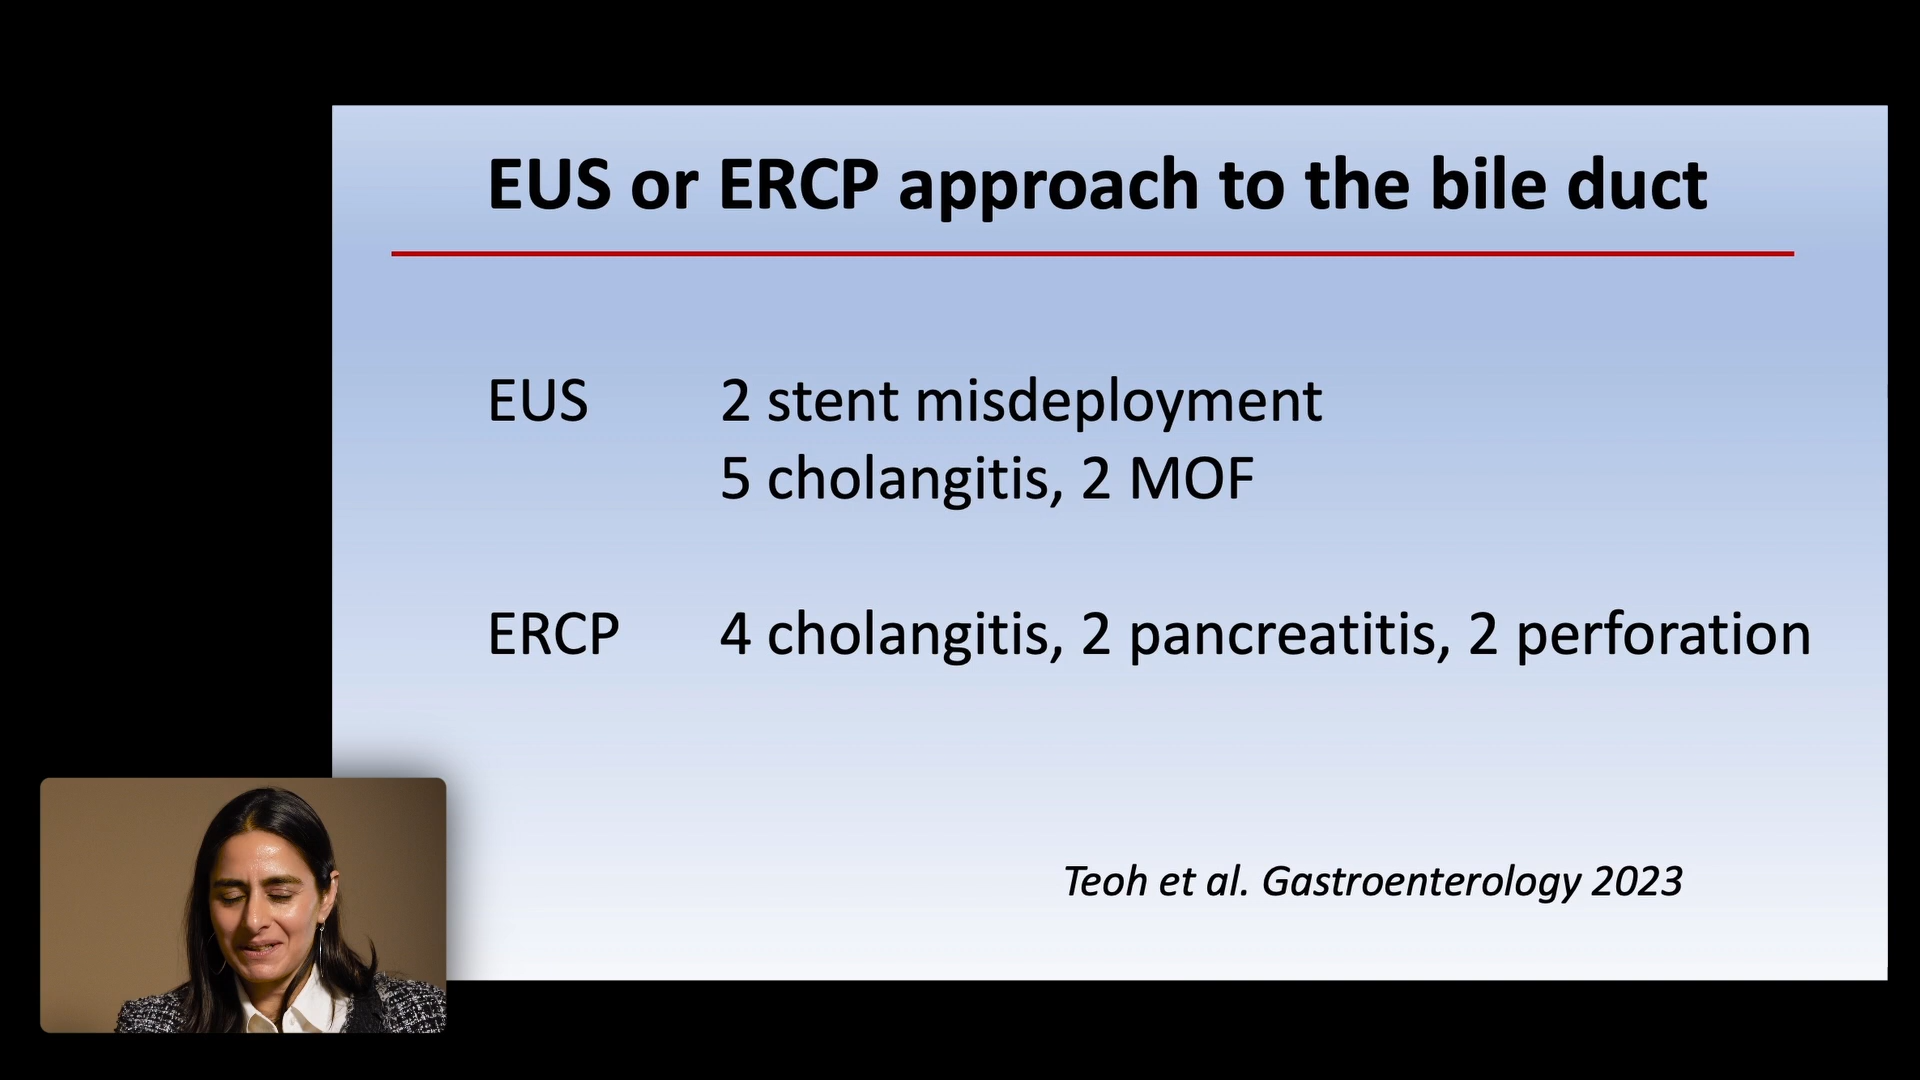 EUS or ERCP approach to the bile duct
EUS 2 stent misdeployment
5 cholangitis, 2 MOF
ERCP 4 cholangitis, 2 pancreatitis, 2 perforation
Teoh et al. Gastroenterology 2023